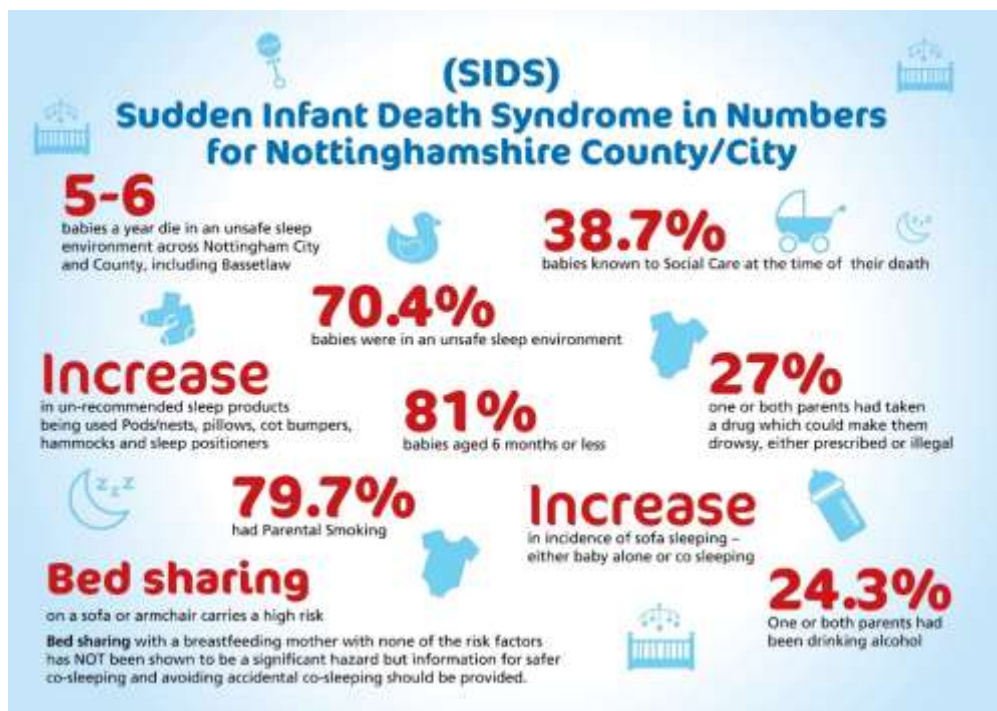 (SIDS)
Sudden Infant Death Syndrome in Numbers
for Nottinghamshire County/City
5-6
babies a year die in an unsafe sleep
environment across Nottingham City
and County, including Bassetlaw
38.7%
babies known to Social Care at the time of their death
70.4%
babies were in an unsafe sleep environment
Increase
in un-recommended sleep products
being used Pods/nests, pillows, cot bumpers,
hammocks and sleep positioners
81%
babies aged 6 months or less
27%
one or both parents had taken
a drug which could make them
drowsy, either prescribed or illegal
zzz
79.7%
had Parental Smoking
Increase
in incidence of sofa sleeping –
either baby alone or co sleeping
Bed sharing
on a sofa or armchair carries a high risk
Bed sharing with a breastfeeding mother with none of the risk factors
has NOT been shown to be a significant hazard but information for safer
co-sleeping and avoiding accidental co-sleeping should be provided.
24.3%
One or both parents had
been drinking alcohol